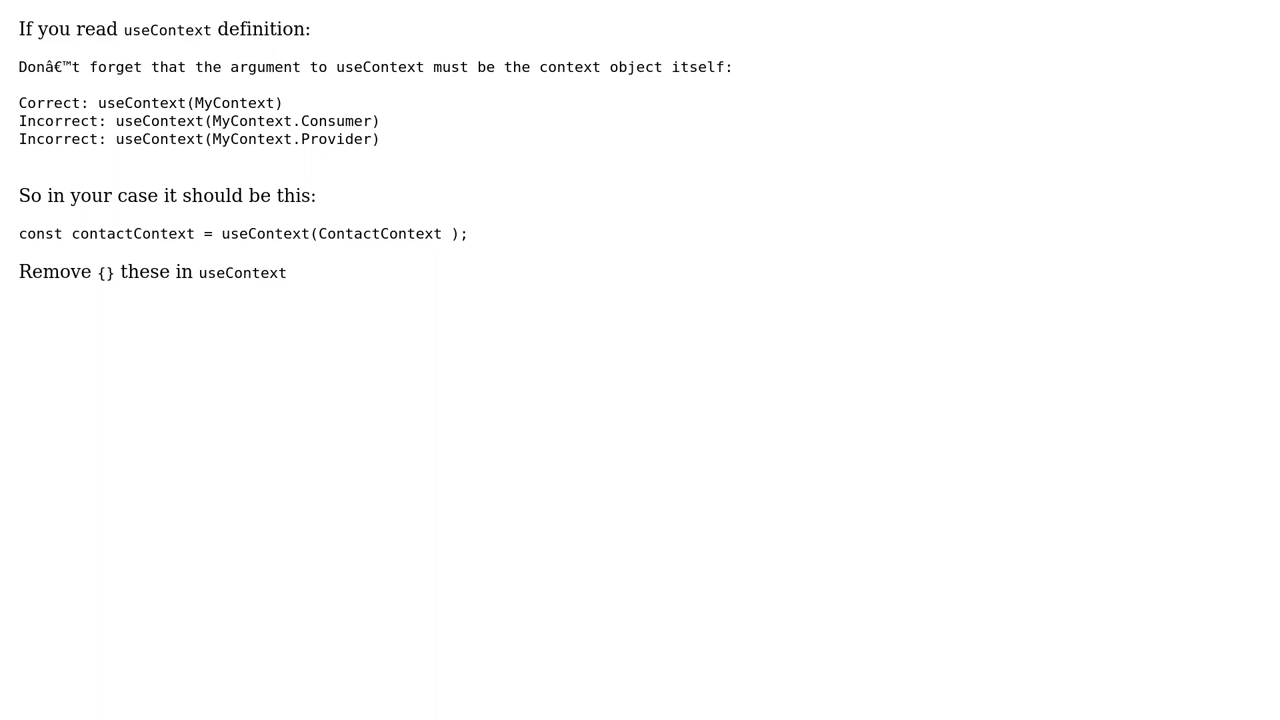 If you read useContext definition:
Donâ€™t forget that the argument to useContext must be the context object itself:
Correct: useContext(MyContext)
Incorrect: useContext(MyContext.Consumer)
Incorrect: useContext(MyContext.Provider)
So in your case it should be this:
const contactContext = useContext(ContactContext );
Remove {} these in useContext